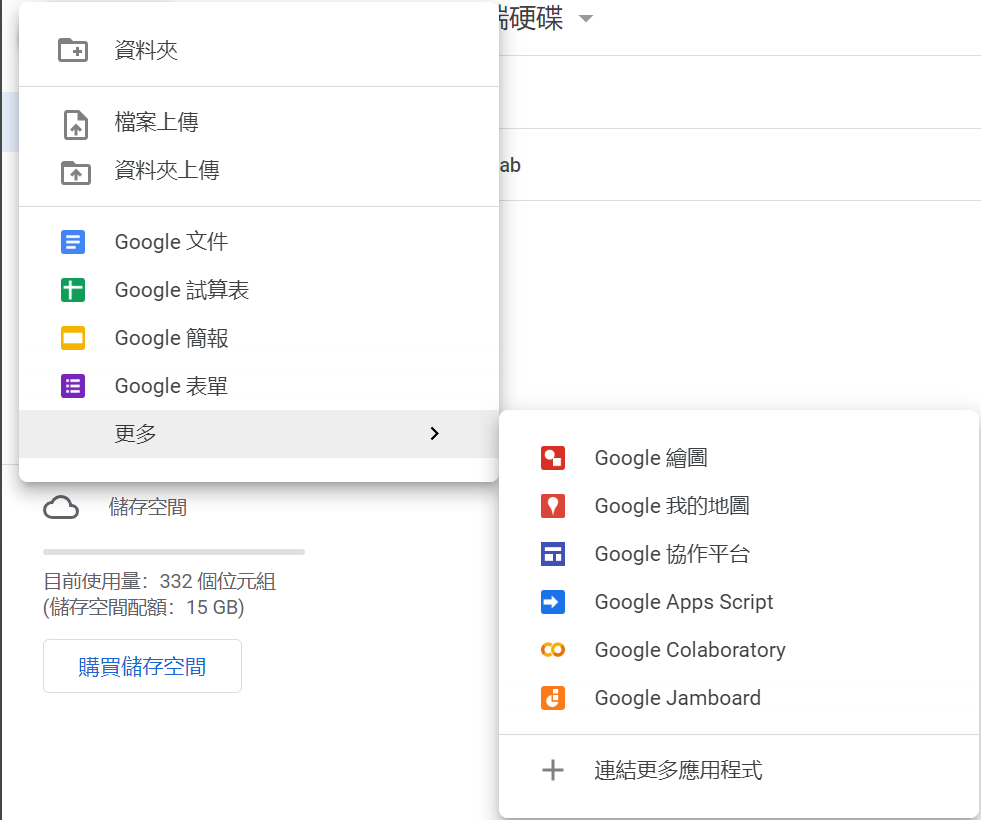 硬碟
資料夾
檔案上傳
資料夾上傳
ab
Google 文件
Google 試算表
Google 簡報
Google 表單
更多
Google 繪圖
Google 我的地圖
Google 協作平台
Google Apps Script
Google Colaboratory
Google Jamboard
連結更多應用程式
儲存空間
目前使用量：332 個位元組
(儲存空間配額：15 GB)
購買儲存空間